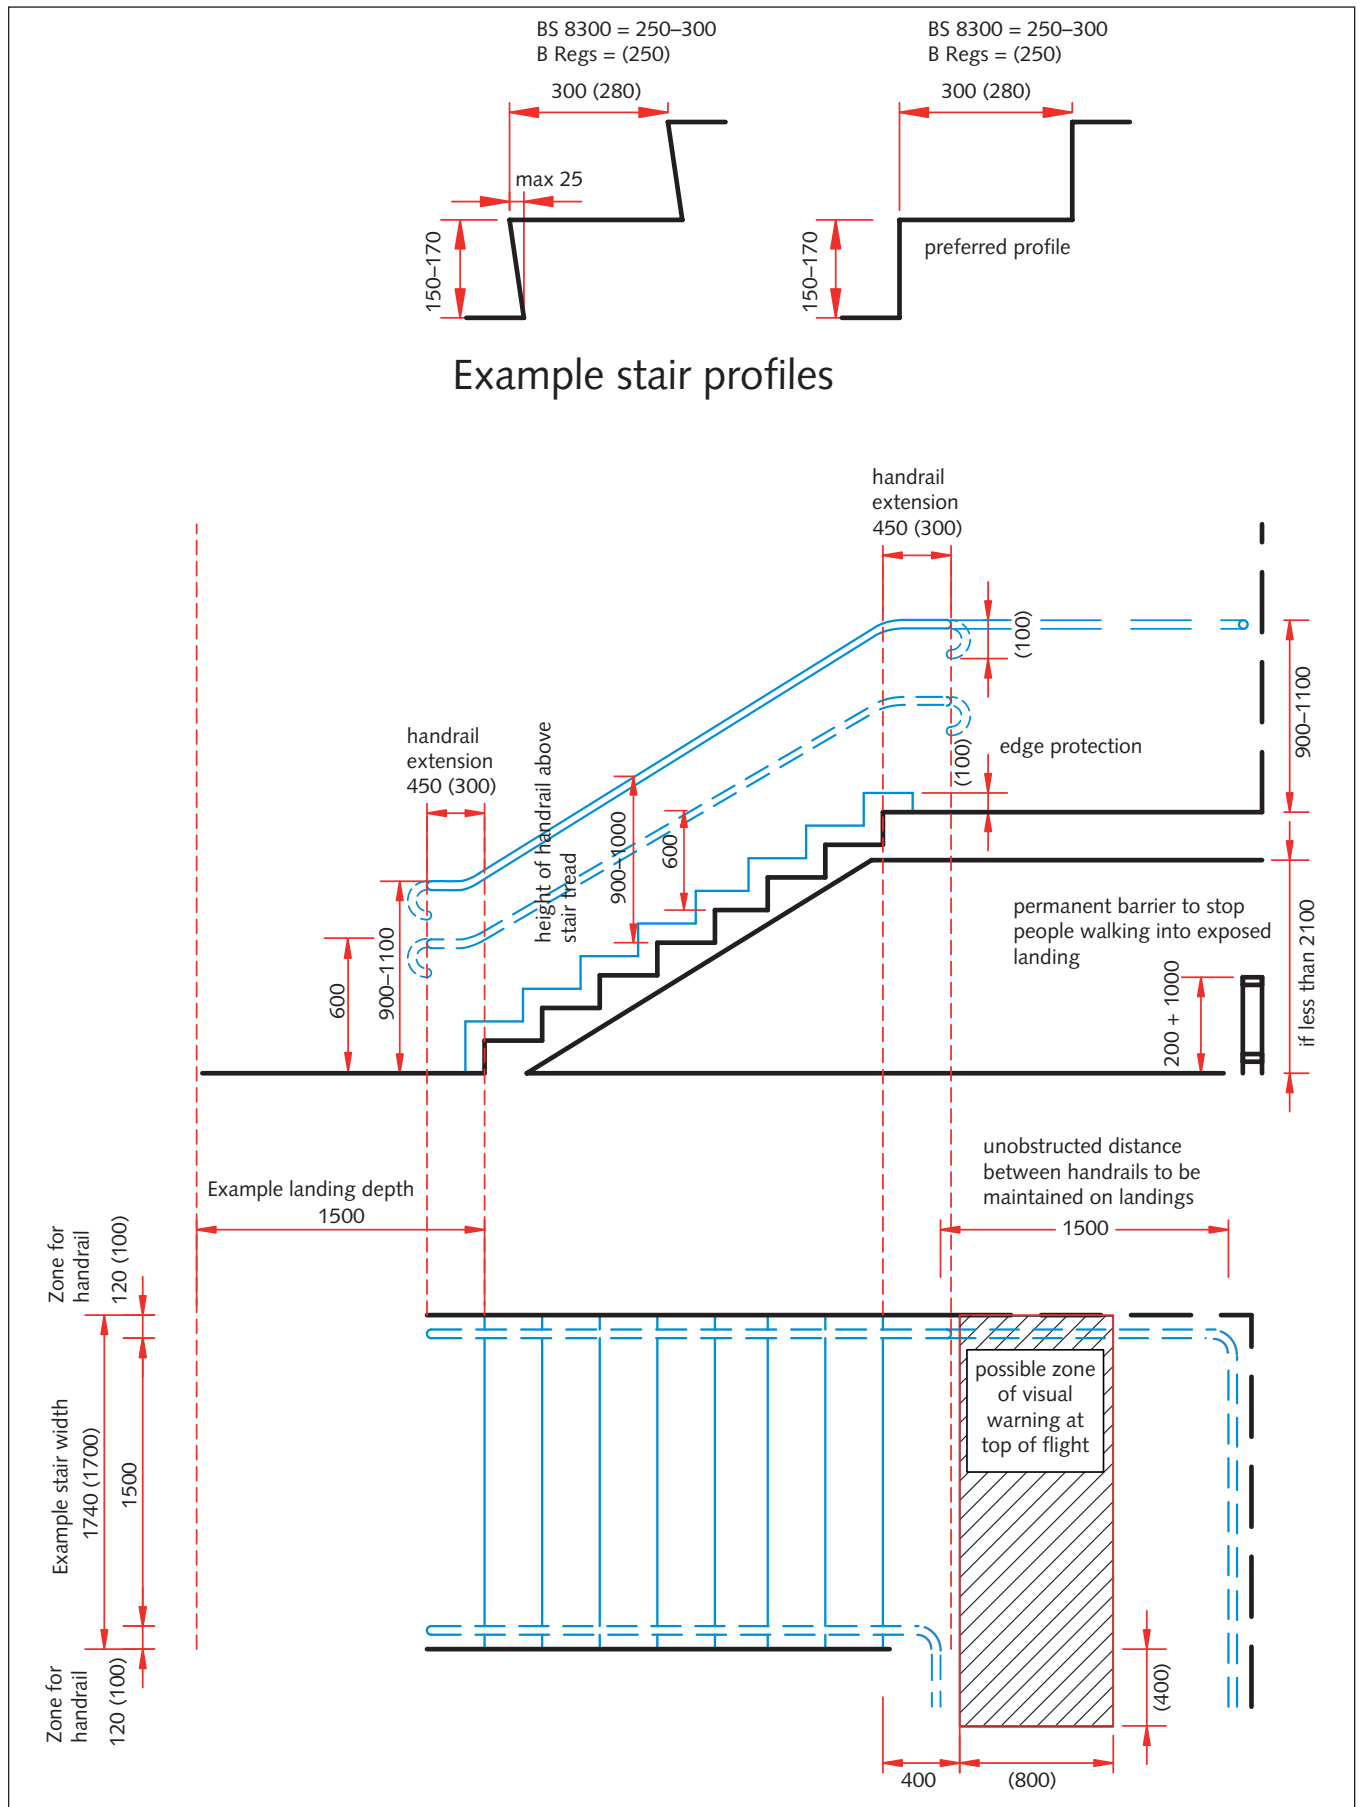 BS 8300 = 250–300
B Regs = (250)
300 (280)
max 25
150–170
BS 8300 = 250–300
B Regs = (250)
300 (280)
150–170
preferred profile
Example stair profiles
handrail
extension
450 (300)
(100)
900–1100
handrail
extension
450 (300)
height of handrail above
stair tread
900–1000
600
(100)
edge protection
600
900–1100
permanent barrier to stop
people walking into exposed
landing
200 + 1000
if less than 2100
unobstructed distance
between handrails to be
maintained on landings
1500
Example landing depth
1500
Zone for
handrail
120 (100)
Example stair width
1740 (1700)
1500
possible zone
of visual
warning at
top of flight
Zone for
handrail
120 (100)
(400)
400
(800)